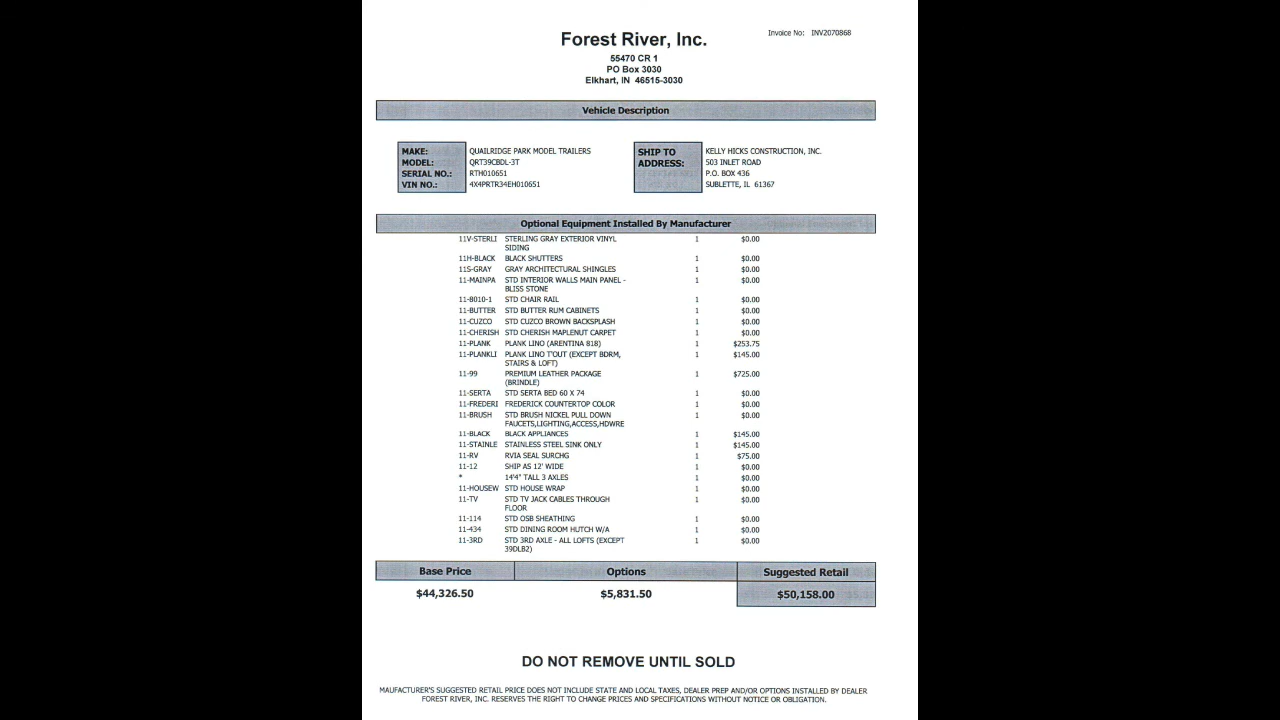 Forest River, Inc.
Invoice No: INV2070868
55470 CR 1
PO Box 3030
Elkhart, IN 46515-3030
Vehicle Description
MAKE: QUAILRIDGE PARK MODEL TRAILERS
MODEL: QRT39CBDL-3T
SERIAL NO.: RTH010651
VIN NO.: 4X4PRTR34EH010651
SHIP TO ADDRESS: KELLY HICKS CONSTRUCTION, INC.
503 INLET ROAD
P.O. BOX 436
SUBLETTE, IL 61367
Optional Equipment Installed By Manufacturer
11V-STERLI STERLING GRAY EXTERIOR VINYL 1 $0.00
SIDING
11H-BLACK BLACK SHUTTERS 1 $0.00
11S-GRAY GRAY ARCHITECTURAL SHINGLES 1 $0.00
11-MAINPA STD INTERIOR WALLS MAIN PANEL - 1 $0.00
BLISS STONE
11-8010-1 STD CHAIR RAIL 1 $0.00
11-BUTTER STD BUTTER RUM CABINETS 1 $0.00
11-CUZCO STD CUZCO BROWN BACKSPLASH 1 $0.00
11-CHERISH STD CHERISH MAPLENUT CARPET 1 $0.00
11-PLANK PLANK LINO (ARENTINA 818) 1 $253.75
11-PLANKLI PLANK LINO T'OUT (EXCEPT BDRM, 1 $145.00
STAIRS & LOFT)
11-99 PREMIUM LEATHER PACKAGE 1 $725.00
(BRINDLE)
11-SERTA STD SERTA BED 60 X 74 1 $0.00
11-FREDERI FREDERICK COUNTERTOP COLOR 1 $0.00
11-BRUSH STD BRUSH NICKEL PULL DOWN 1 $0.00
FAUCETS,LIGHTING,ACCESS,HDWRE
11-BLACK BLACK APPLIANCES 1 $145.00
11-STAINLE STAINLESS STEEL SINK ONLY 1 $145.00
11-RV RVIA SEAL SURCHG 1 $75.00
11-12 SHIP AS 12' WIDE 1 $0.00
* 14'4" TALL 3 AXLES 1 $0.00
11-HOUSEW STD HOUSE WRAP 1 $0.00
11-TV STD TV JACK CABLES THROUGH 1 $0.00
FLOOR
11-114 STD OSB SHEATHING 1 $0.00
11-434 STD DINING ROOM HUTCH W/A 1 $0.00
11-3RD STD 3RD AXLE - ALL LOFTS (EXCEPT 1 $0.00
39DLB2)
Base Price Options Suggested Retail
$44,326.50 $5,831.50 $50,158.00
DO NOT REMOVE UNTIL SOLD
MAUFACTURER'S SUGGESTED RETAIL PRICE DOES NOT INCLUDE STATE AND LOCAL TAXES, DEALER PREP AND/OR OPTIONS INSTALLED BY DEALER
FOREST RIVER, INC. RESERVES THE RIGHT TO CHANGE PRICES AND SPECIFICATIONS WITHOUT NOTICE OR OBLIGATION.